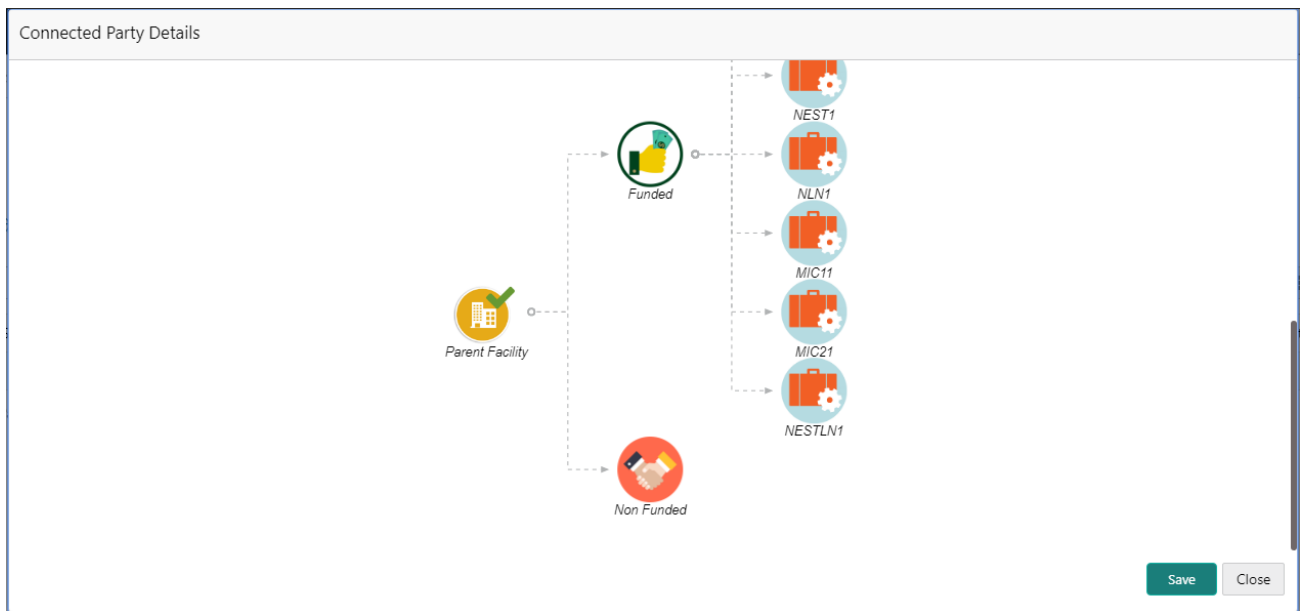 Connected Party Details
NEST1
Funded
NLN1
MIC11
Parent Facility
MIC21
NESTLN1
Non Funded
Save
Close